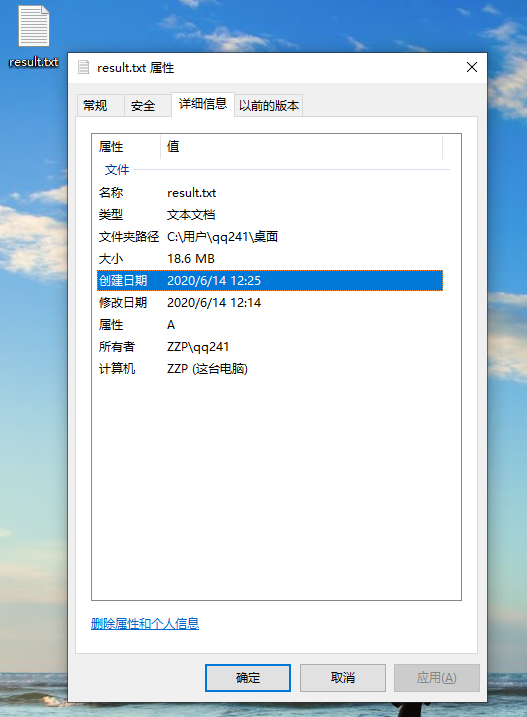 result.txt
result.txt 属性
常规 安全 详细信息 以前的版本
属性 值
文件
名称 result.txt
类型 文本文档
文件夹路径 C:\用户\qq241\桌面
大小 18.6 MB
创建日期 2020/6/14 12:25
修改日期 2020/6/14 12:14
属性 A
所有者 ZZP\qq241
计算机 ZZP (这台电脑)
删除属性和个人信息
确定 取消 应用(A)